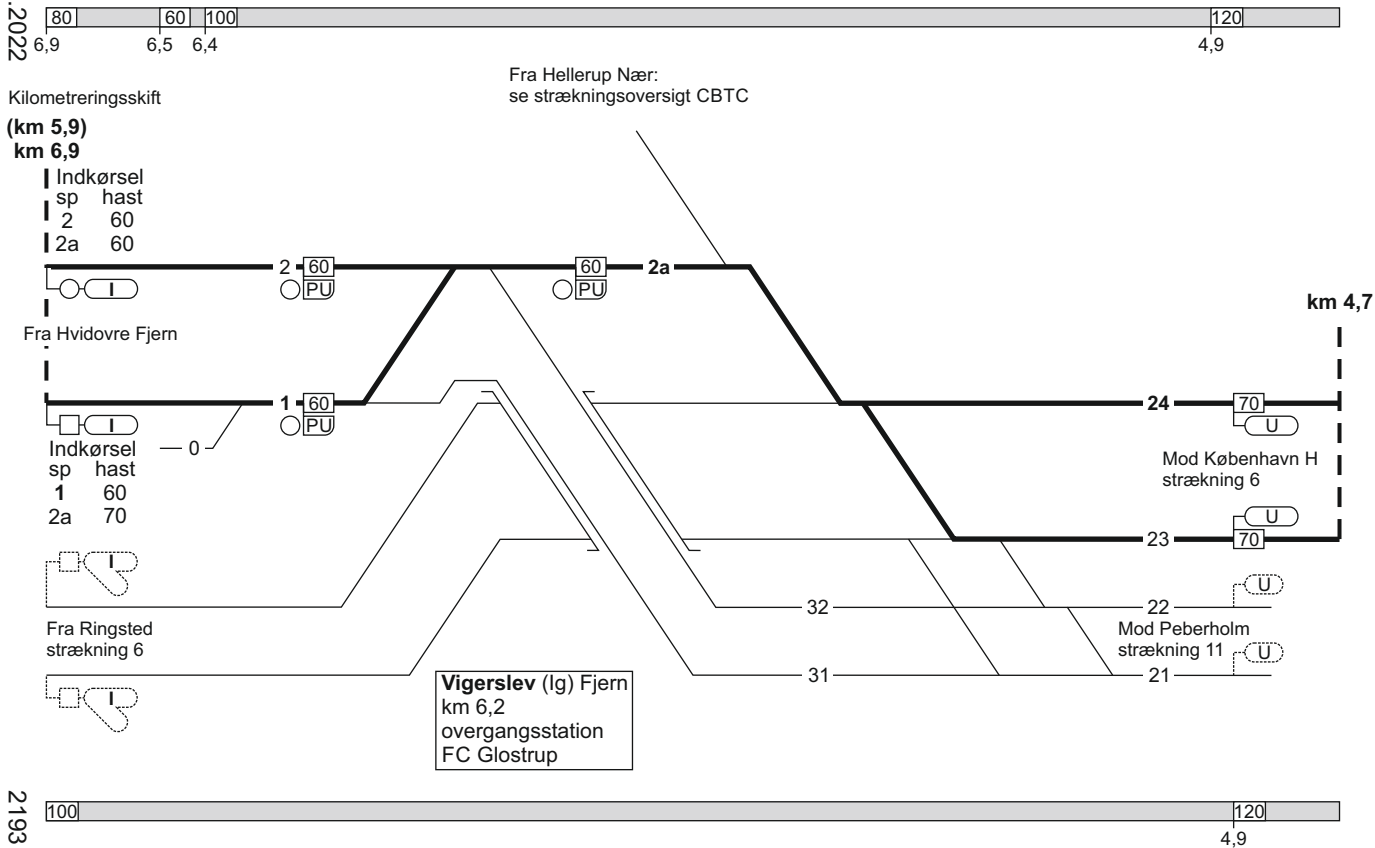 .2022
80 60 100 120
6,9 6,5 6,4 4,9
Fra Hellerup Nær:
se strækningsoversigt CBTC
Kilometreringsskift
(km 5,9)
km 6,9
Indkørsel
sp hast
2 60
2a 60
2 60 60 2a
I PU PU
km 4,7
Fra Hvidovre Fjern
1 60 24 70
I PU U
Indkørsel
sp hast
1 60
2a 70
0
Mod København H
strækning 6
U
23 70
I
U
32 22
Fra Ringsted
strækning 6
Mod Peberholm
strækning 11
U
31 21
I
Vigerslev (Ig) Fjern
km 6,2
overgangsstation
FC Glostrup
2193
100 120
4,9